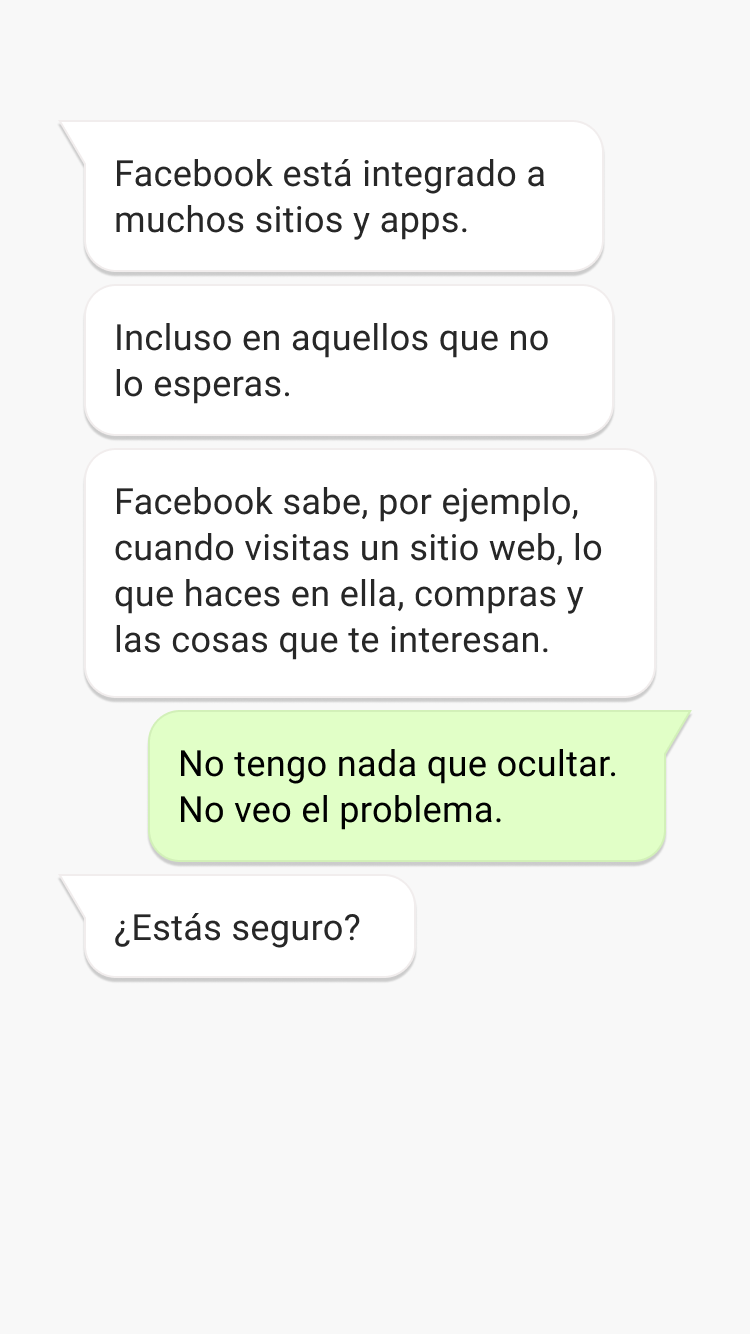 Facebook está integrado a
muchos sitios y apps.
Incluso en aquellos que no
lo esperas.
Facebook sabe, por ejemplo,
cuando visitas un sitio web, lo
que haces en ella, compras y
las cosas que te interesan.
No tengo nada que ocultar.
No veo el problema.
¿Estás seguro?